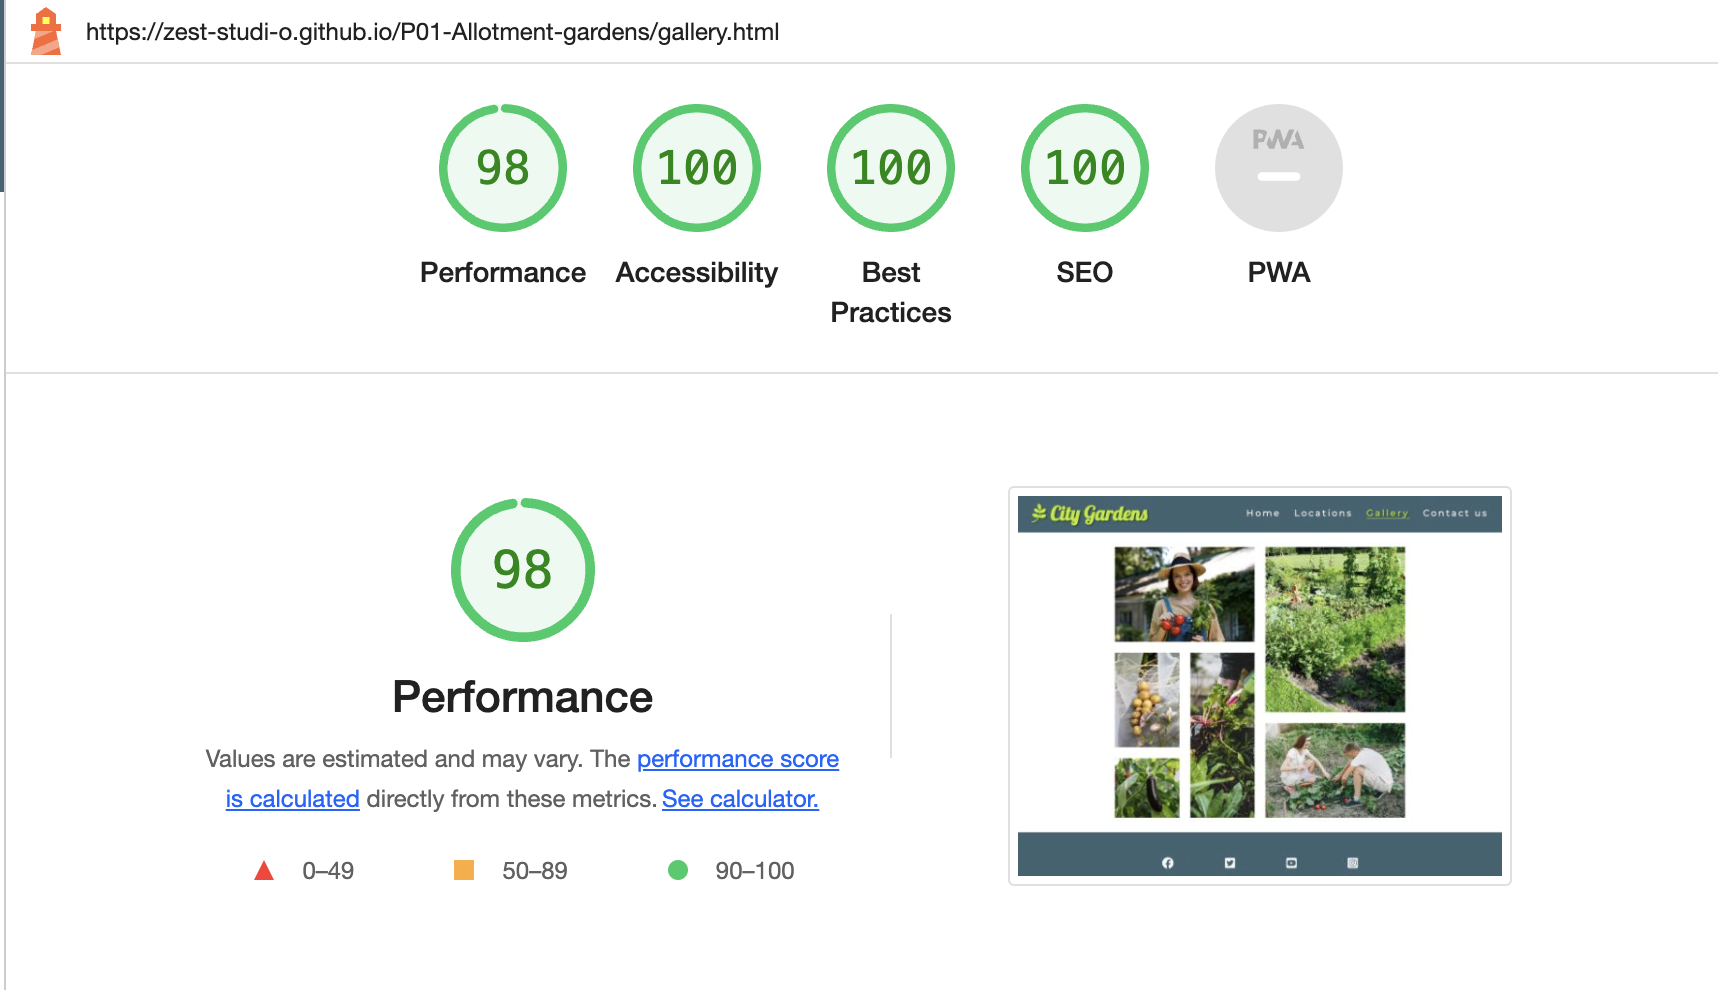 https://zest-studi-o.github.io/P01-Allotment-gardens/gallery.html
98
100
100
100
PWA
Performance
Accessibility
Best
Practices
SEO
PWA
98
Performance
Values are estimated and may vary. The performance score
is calculated directly from these metrics. See calculator.
0–49
50–89
90–100
City Gardens
Home Locations Gallery Contact us